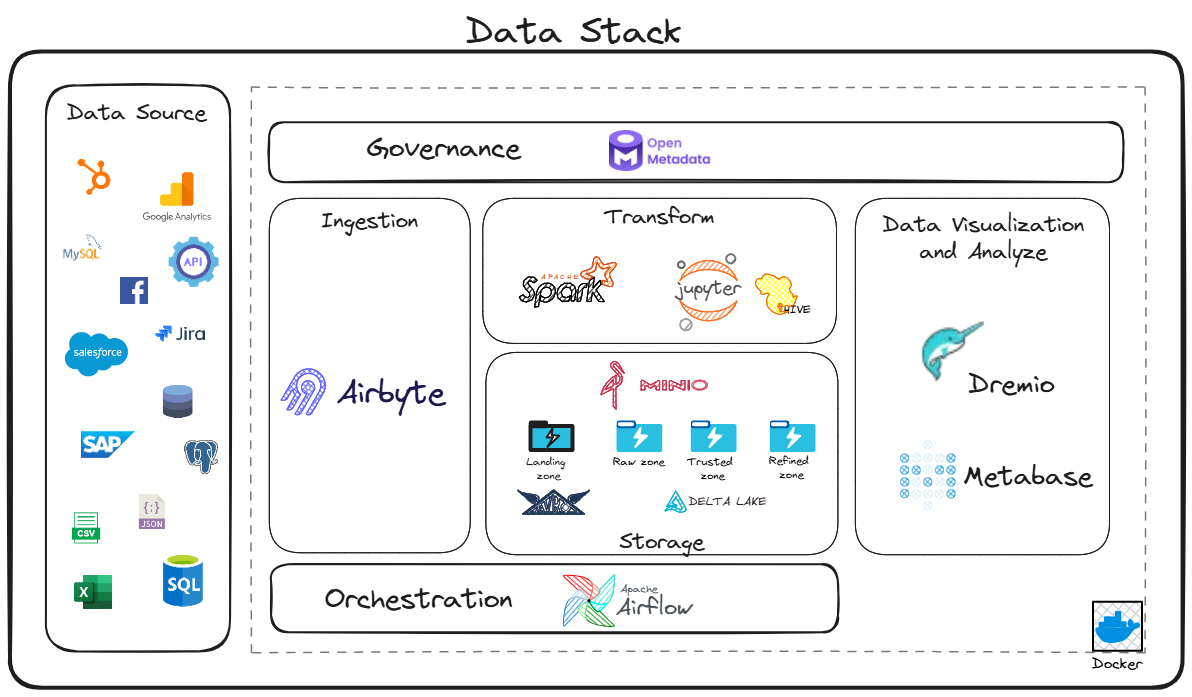 Data Stack
Data Source
Google Analytics
MySQL
API
Jira
salesforce
SAP
{;}
JSON
CSV
X
SQL
Governance
Open
Metadata
Ingestion
Airbyte
Transform
APACHE
Spark
jupyter
HIVE
MINIO
Landing
zone
Raw zone
Trusted
zone
Refined
zone
AVRO
DELTA LAKE
Storage
Data Visualization
and Analyze
Dremio
Metabase
Orchestration
Apache
Airflow
Docker